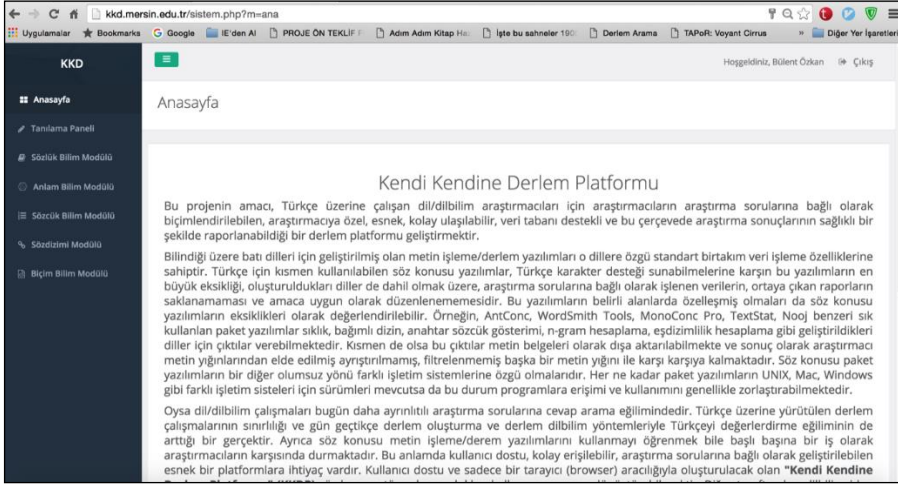 kkd.mersin.edu.tr/sistem.php?m=ana
Uygulamalar Bookmarks Google IE'den Al PROJE ÖN TEKLİF F Adım Adım Kitap Ha İşte bu sahneler 190 Derlem Arama TAPoR: Voyant Cirrus » Diğer Yer İşaretleri
KKD
Hoşgeldiniz, Bülent Özkan Çıkış
Anasayfa
Tanılama Paneli
Sözlük Bilim Modülü
Anlam Bilim Modülü
Sözcük Bilim Modülü
Sözdizimi Modülü
Biçim Bilim Modülü
Anasayfa
Kendi Kendine Derlem Platformu
Bu projenin amacı, Türkçe üzerine çalışan dil/dilbilim araştırmacıları için araştırmacıların araştırma sorularına bağlı olarak
biçimlendirilebilen, araştırmacıya özel, esnek, kolay ulaşılabilir, veri tabanı destekli ve bu çerçevede araştırma sonuçlarının sağlıklı bir
şekilde raporlanabildiği bir derlem platformu geliştirmektir.
Bilindiği üzere batı dilleri için geliştirilmiş olan metin işleme/derlem yazılımları o dillere özgü standart birtakım veri işleme özelliklerine
sahiptir. Türkçe için kısmen kullanılabilen söz konusu yazılımlar, Türkçe karakter desteği sunabilmelerine karşın bu yazılımların en
büyük eksikliği, oluşturuldukları diller de dahil olmak üzere, araştırma sorularına bağlı olarak işlenen verilerin, ortaya çıkan raporların
saklanamaması ve amaca uygun olarak düzenlenememesidir. Bu yazılımların belirli alanlarda özelleşmiş olmaları da söz konusu
yazılımların eksiklikleri olarak değerlendirilebilir. Örneğin, AntConc, WordSmith Tools, MonoConc Pro, TextStat, Nooj benzeri sık
kullanlan paket yazılımlar sıklık, bağımlı dizin, anahtar sözcük gösterimi, n-gram hesaplama, eşdizimlilik hesaplama gibi geliştirildikleri
diller için çıktılar verebilmektedir. Kısmen de olsa bu çıktılar metin belgeleri olarak dışa aktarılabilmekte ve sonuç olarak araştırmacı
metin yığınlarından elde edilmiş ayrıştırılmamış, filtrelenmemiş başka bir metin yığını ile karşı karşıya kalmaktadır. Söz konusu paket
yazılımların bir diğer olumsuz yönü farklı işletim sistemlerine özgü olmalarıdır. Her ne kadar paket yazılımların UNIX, Mac, Windows
gibi farklı işletim sisteleri için sürümleri mevcutsa da bu durum programlara erişimi ve kullanımını genellikle zorlaştırabilmektedir.
Oysa dil/dilbilim çalışmaları bugün daha ayrıntılılı araştırma sorularına cevap arama eğilimindedir. Türkçe üzerine yürütülen derlem
çalışmalarının sınırlılığı ve gün geçtikçe derlem oluşturma ve derlem dilbilim yöntemleriyle Türkçeyi değerlerdirme eğiliminin de
arttığı bir gerçektir. Ayrıca söz konusu metin işleme/derem yazılımlarını kullanmayı öğrenmek bile başlı başına bir iş olarak
araştırmacıların karşısında durmaktadır. Bu anlamda kullanıcı dostu, kolay erişilebilir, araştırma sorularına bağlı olarak geliştirilebilen
esnek bir platformlara ihtiyaç vardır. Kullanıcı dostu ve sadece bir tarayıcı (browser) aracılığıyla oluşturulacak olan "Kendi Kendine